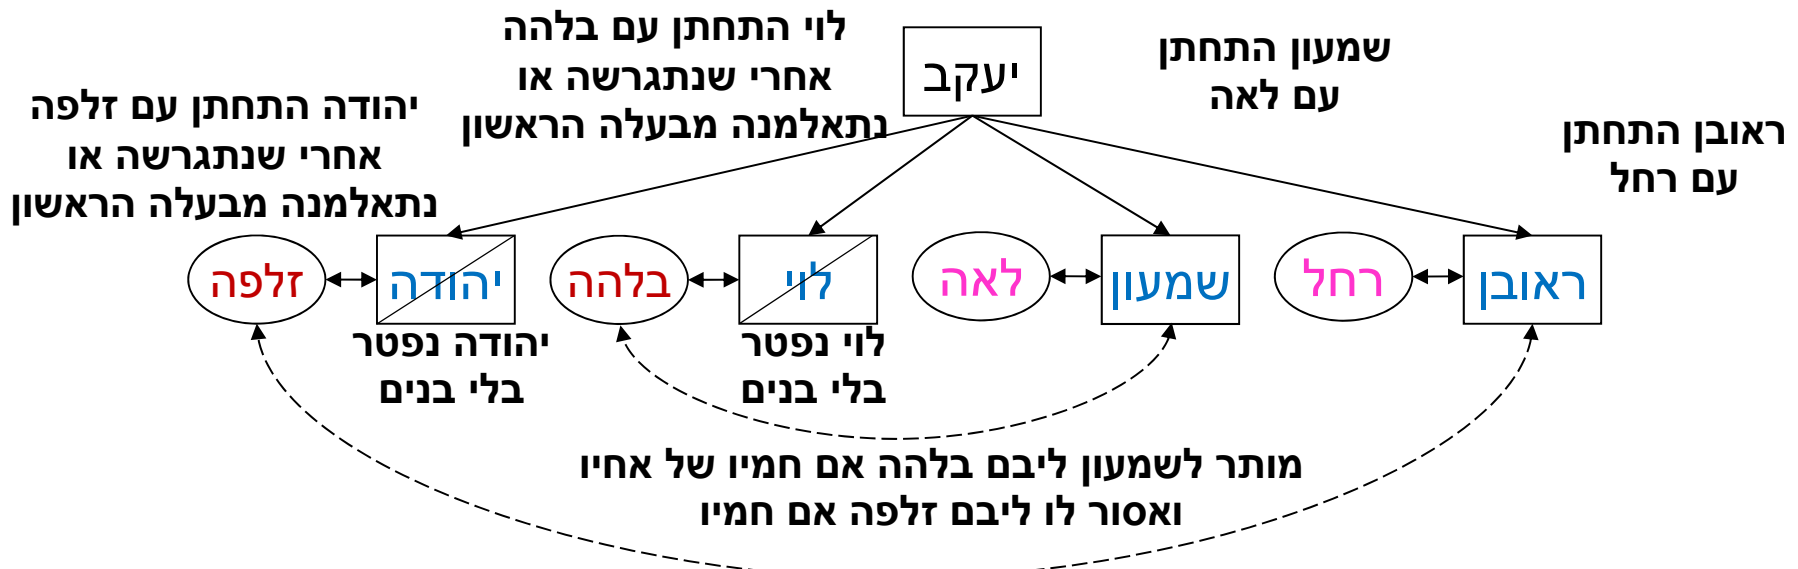 יעקב
שמעון התחתן
עם לאה
ראובן התחתן
עם רחל
לוי התחתן עם בלהה
אחרי שנתגרשה או
נתאלמנה מבעלה הראשון
יהודה התחתן עם זלפה
אחרי שנתגרשה או
נתאלמנה מבעלה הראשון
ראובן
רחל
שמעון
לאה
לוי
בלהה
יהודה
זלפה
לוי נפטר
בלי בנים
יהודה נפטר
בלי בנים
מותר לשמעון ליבם בלהה אם חמיו של אחיו
ואסור לו ליבם זלפה אם חמיו